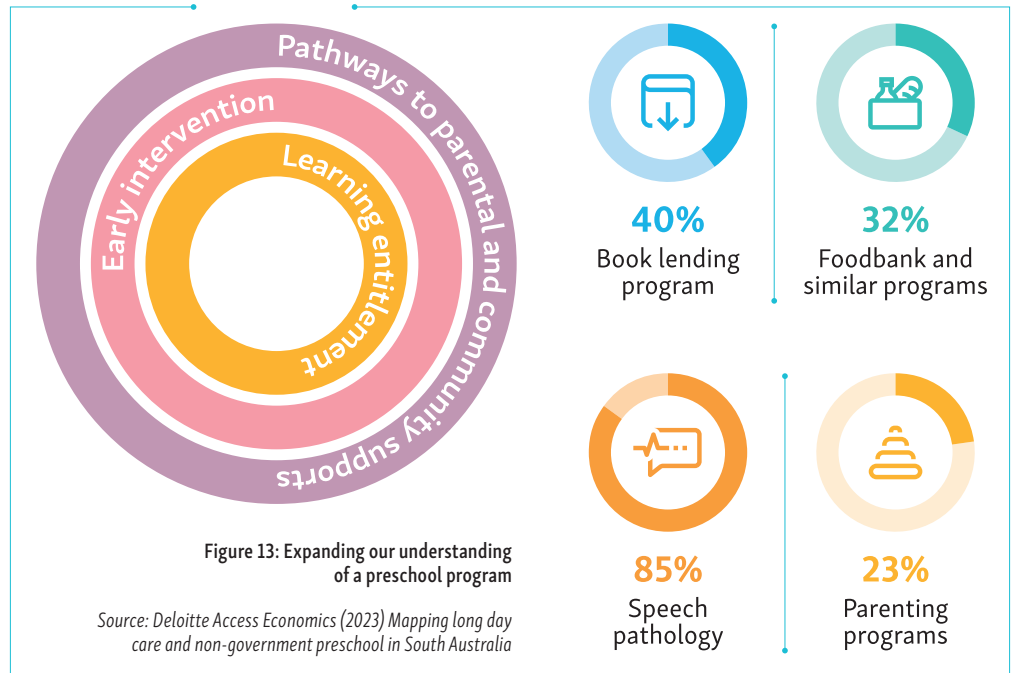 Pathways to parental and community supports
Early intervention
Learning entitlement
Figure 13: Expanding our understanding
of a preschool program
Source: Deloitte Access Economics (2023) Mapping long day
care and non-government preschool in South Australia
40%
Book lending
program
32%
Foodbank and
similar programs
85%
Speech
pathology
23%
Parenting
programs